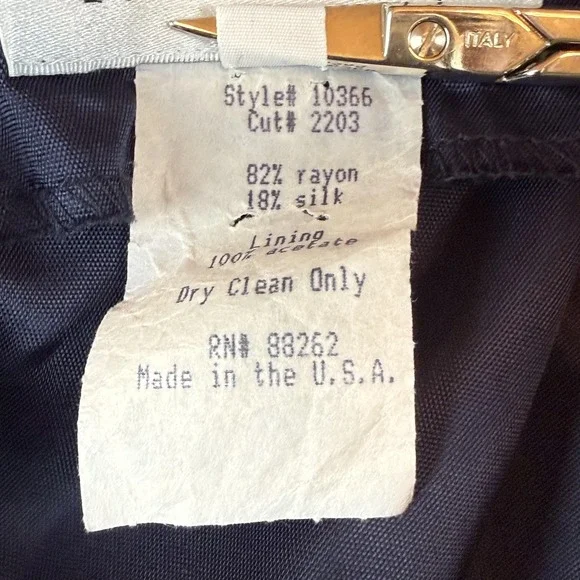 ITALY
Style# 10366
Cut# 2203
82% rayon
18% silk
Lining
100% acetate
Dry Clean Only
RN# 88262
Made in the U.S.A.